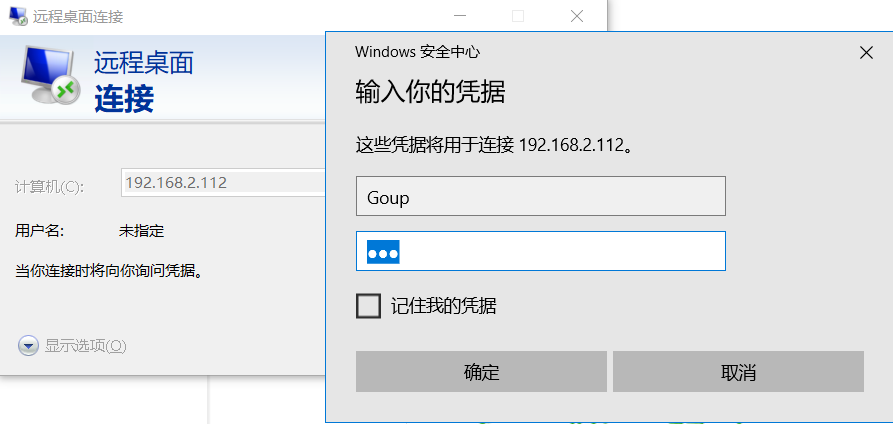 远程桌面连接
远程桌面
连接
计算机(C):
192.168.2.112
用户名:
未指定
当你连接时将向你询问凭据。
显示选项(O)
Windows 安全中心
输入你的凭据
这些凭据将用于连接 192.168.2.112。
Goup
●●●
记住我的凭据
确定
取消